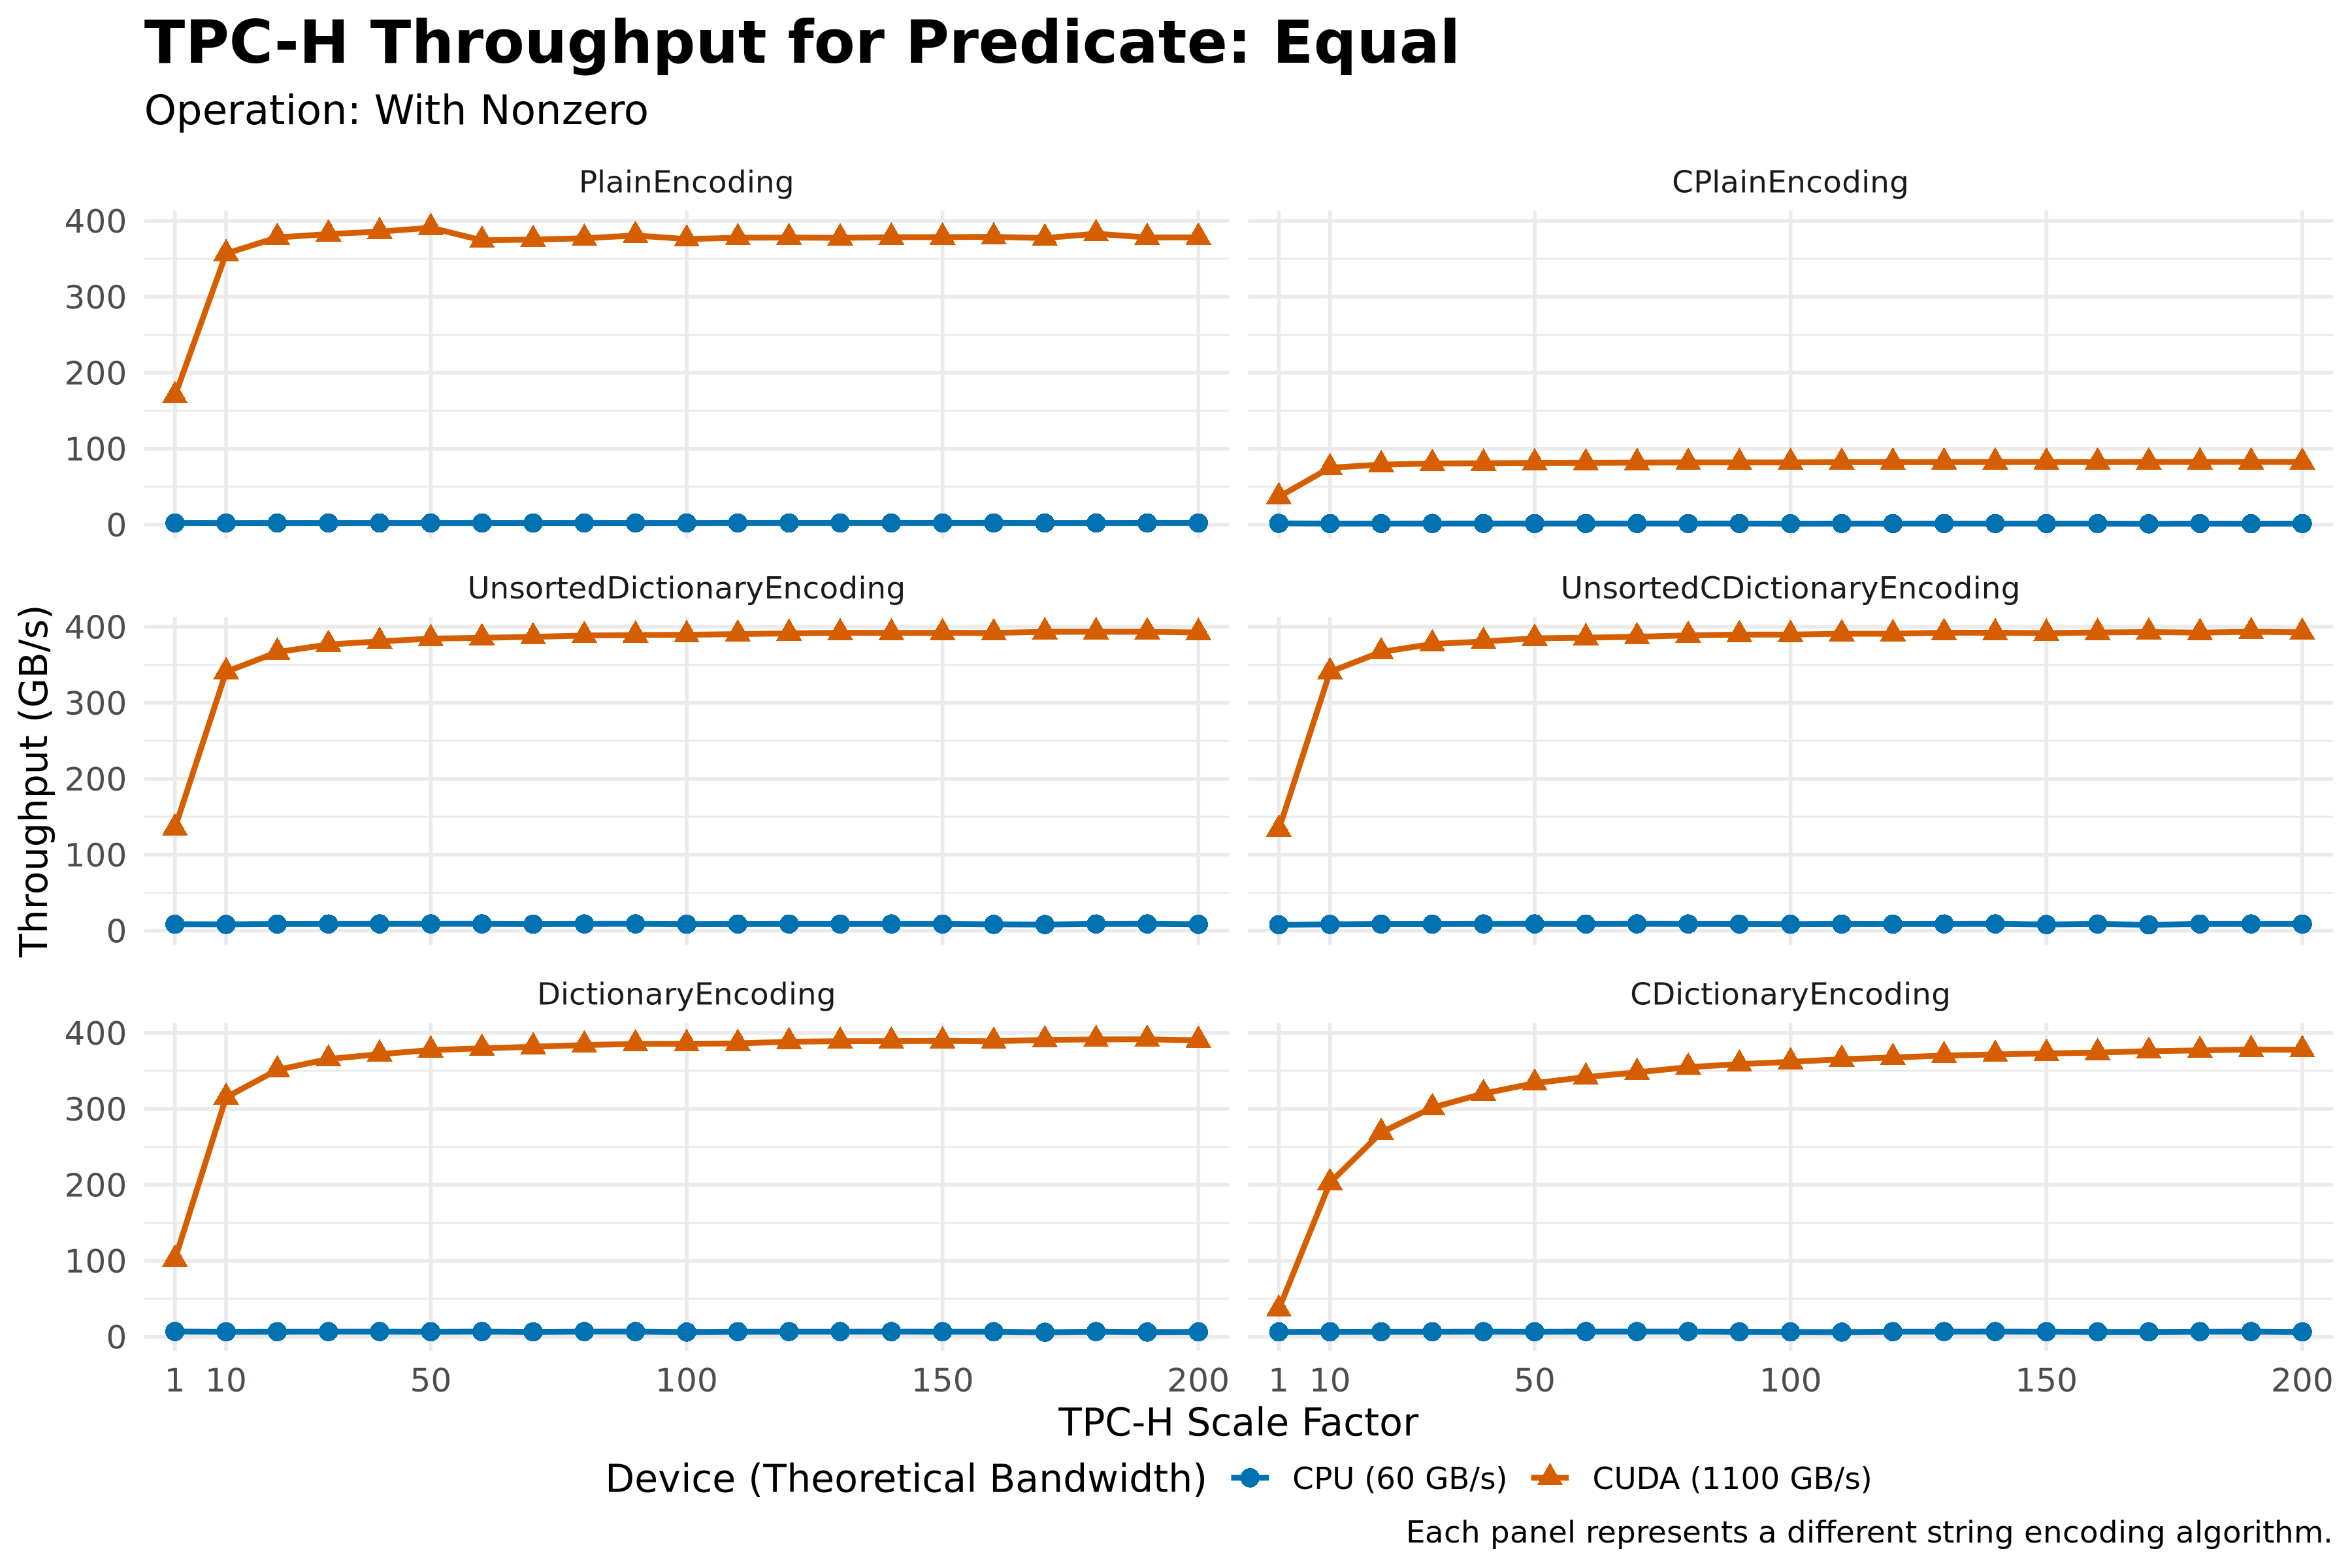 TPC-H Throughput for Predicate: Equal
Operation: With Nonzero
PlainEncoding
CPlainEncoding
400
300
200
100
0
UnsortedDictionaryEncoding
UnsortedCDictionaryEncoding
400
300
200
100
0
Throughput (GB/s)
DictionaryEncoding
CDictionaryEncoding
400
300
200
100
0
1 10 50 100 150 200
1 10 50 100 150 200
TPC-H Scale Factor
Device (Theoretical Bandwidth) CPU (60 GB/s) CUDA (1100 GB/s)
Each panel represents a different string encoding algorithm.